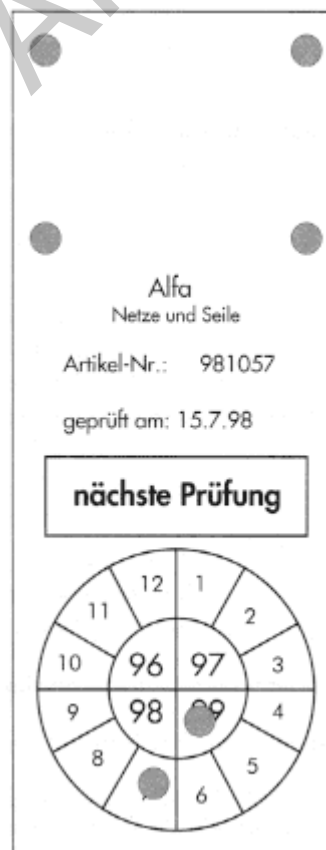 Alfa
Netze und Seile
Artikel-Nr.: 981057
geprüft am: 15.7.98
nächste Prüfung
12 1
11 2
10 96 97 3
9 98 99 4
8 5
6